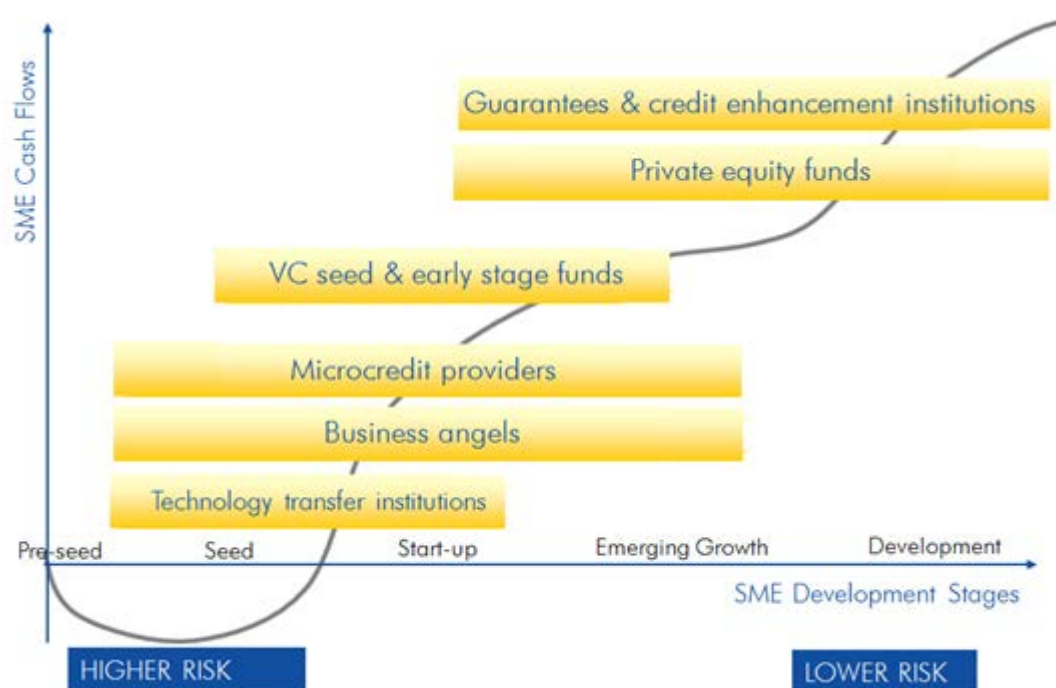 SME Cash Flows
Guarantees & credit enhancement institutions
Private equity funds
VC seed & early stage funds
Microcredit providers
Business angels
Technology transfer institutions
Pre-seed
Seed
Start-up
Emerging Growth
Development
SME Development Stages
HIGHER RISK
LOWER RISK